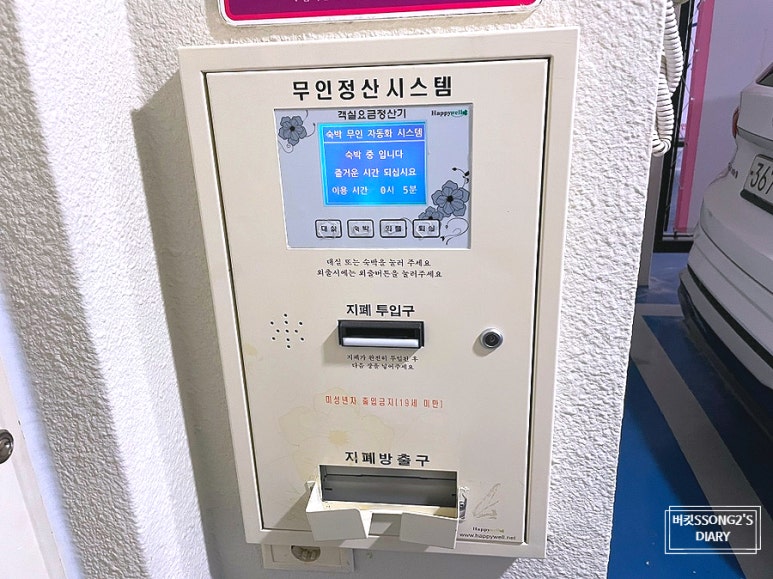 무인정산시스템
객실요금정산기
Happywell
숙박 무인 자동화 시스템
숙박 중 입니다
즐거운 시간 되십시요
이용 시간 0시 5분
대실 숙박 외출 퇴실
대실 또는 숙박을 눌러 주세요
외출시에는 외출버튼을 눌러주세요
지폐 투입구
지폐가 완전히 투입된 후
다음 장을 넣어주세요
미성년자 출입금지(19세 미만)
지폐방출구
Happywell
www.happywell.net
버킷SSONG2'S
DIARY